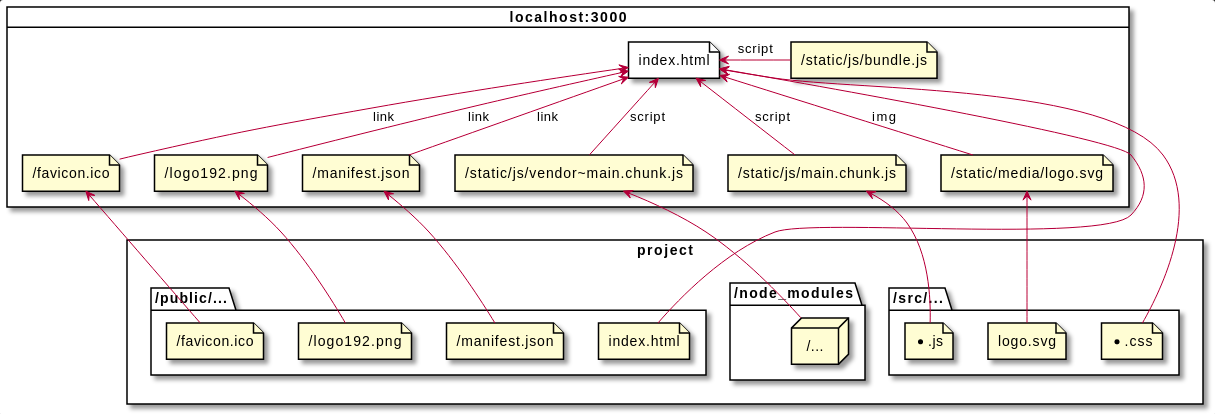 localhost:3000
index.html
script
/static/js/bundle.js
link
link
link
script
script
img
/favicon.ico
/logo192.png
/manifest.json
/static/js/vendor~main.chunk.js
/static/js/main.chunk.js
/static/media/logo.svg
project
/public/...
/node_modules
/src/...
/favicon.ico
/logo192.png
/manifest.json
index.html
/...
•.js
logo.svg
•.css